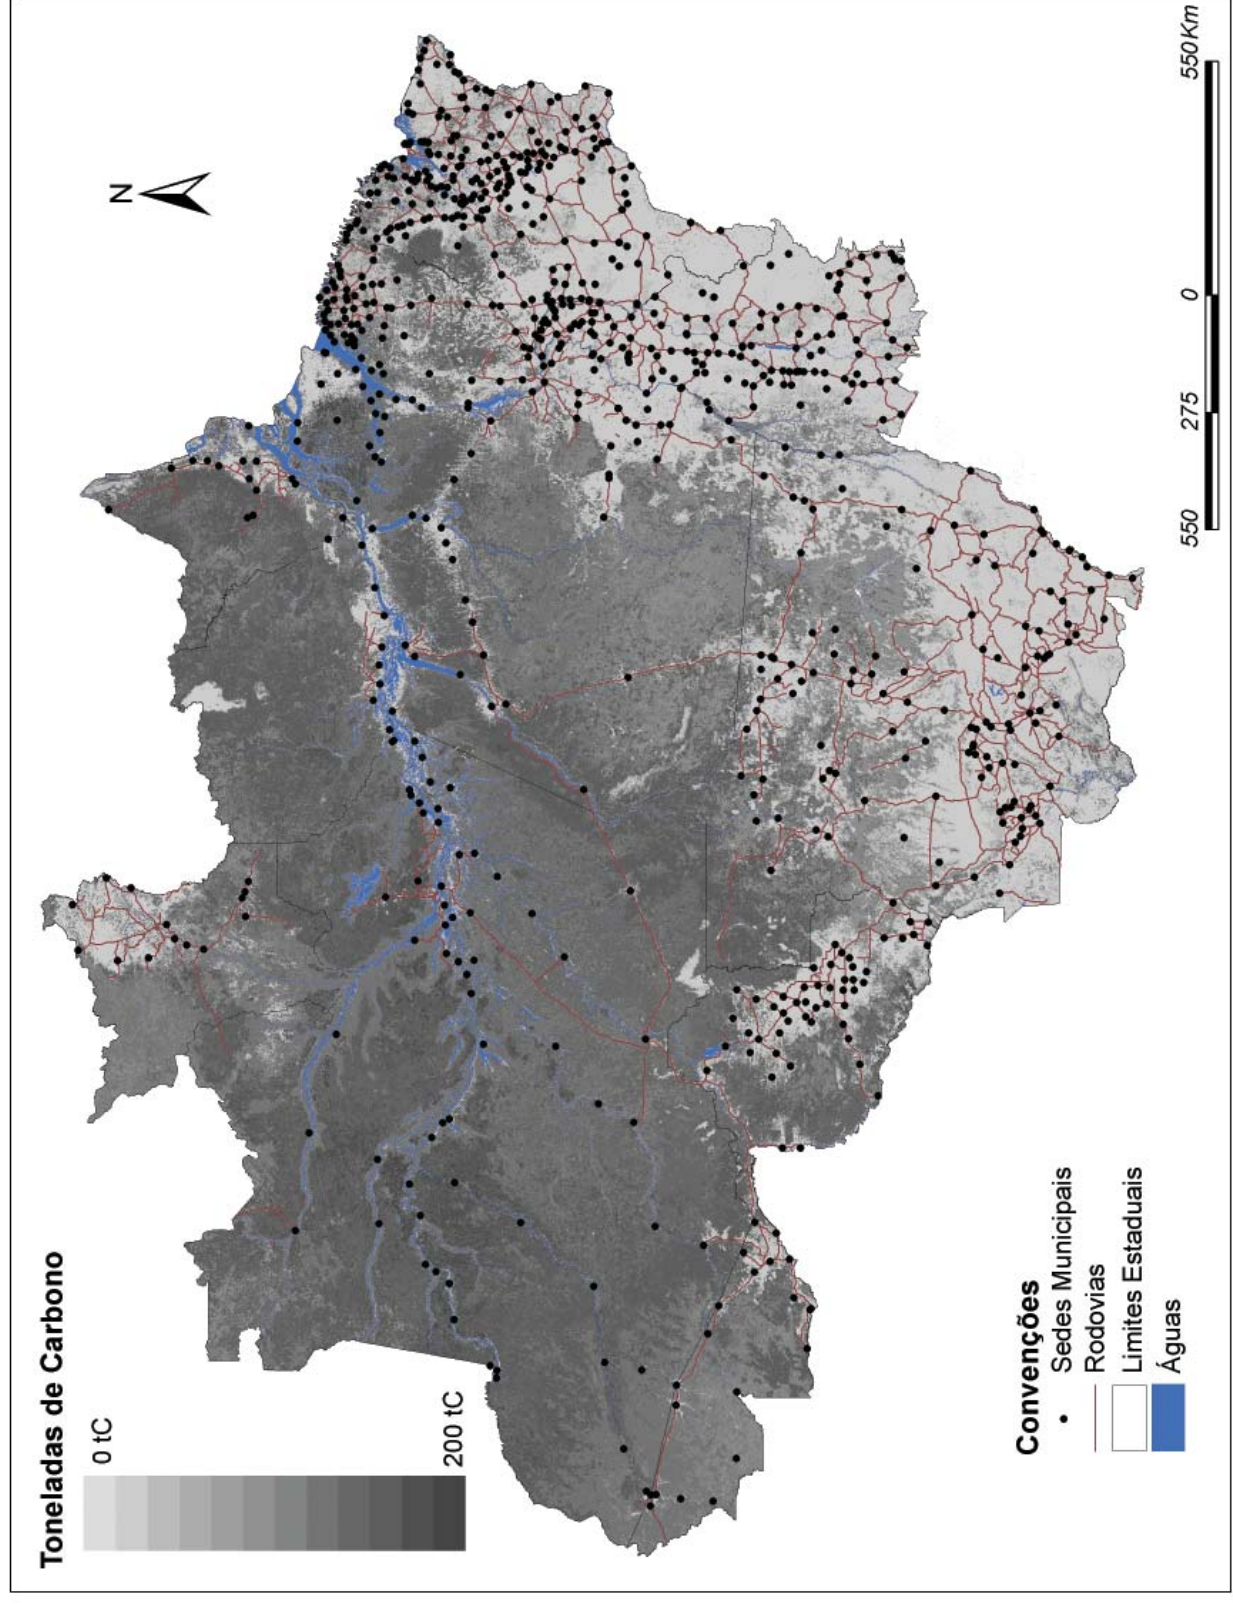 Toneladas de Carbono
0 tC
200 tC
N
Convenções
Sedes Municipais
Rodovias
Limites Estaduais
Águas
550 275 0 550 Km